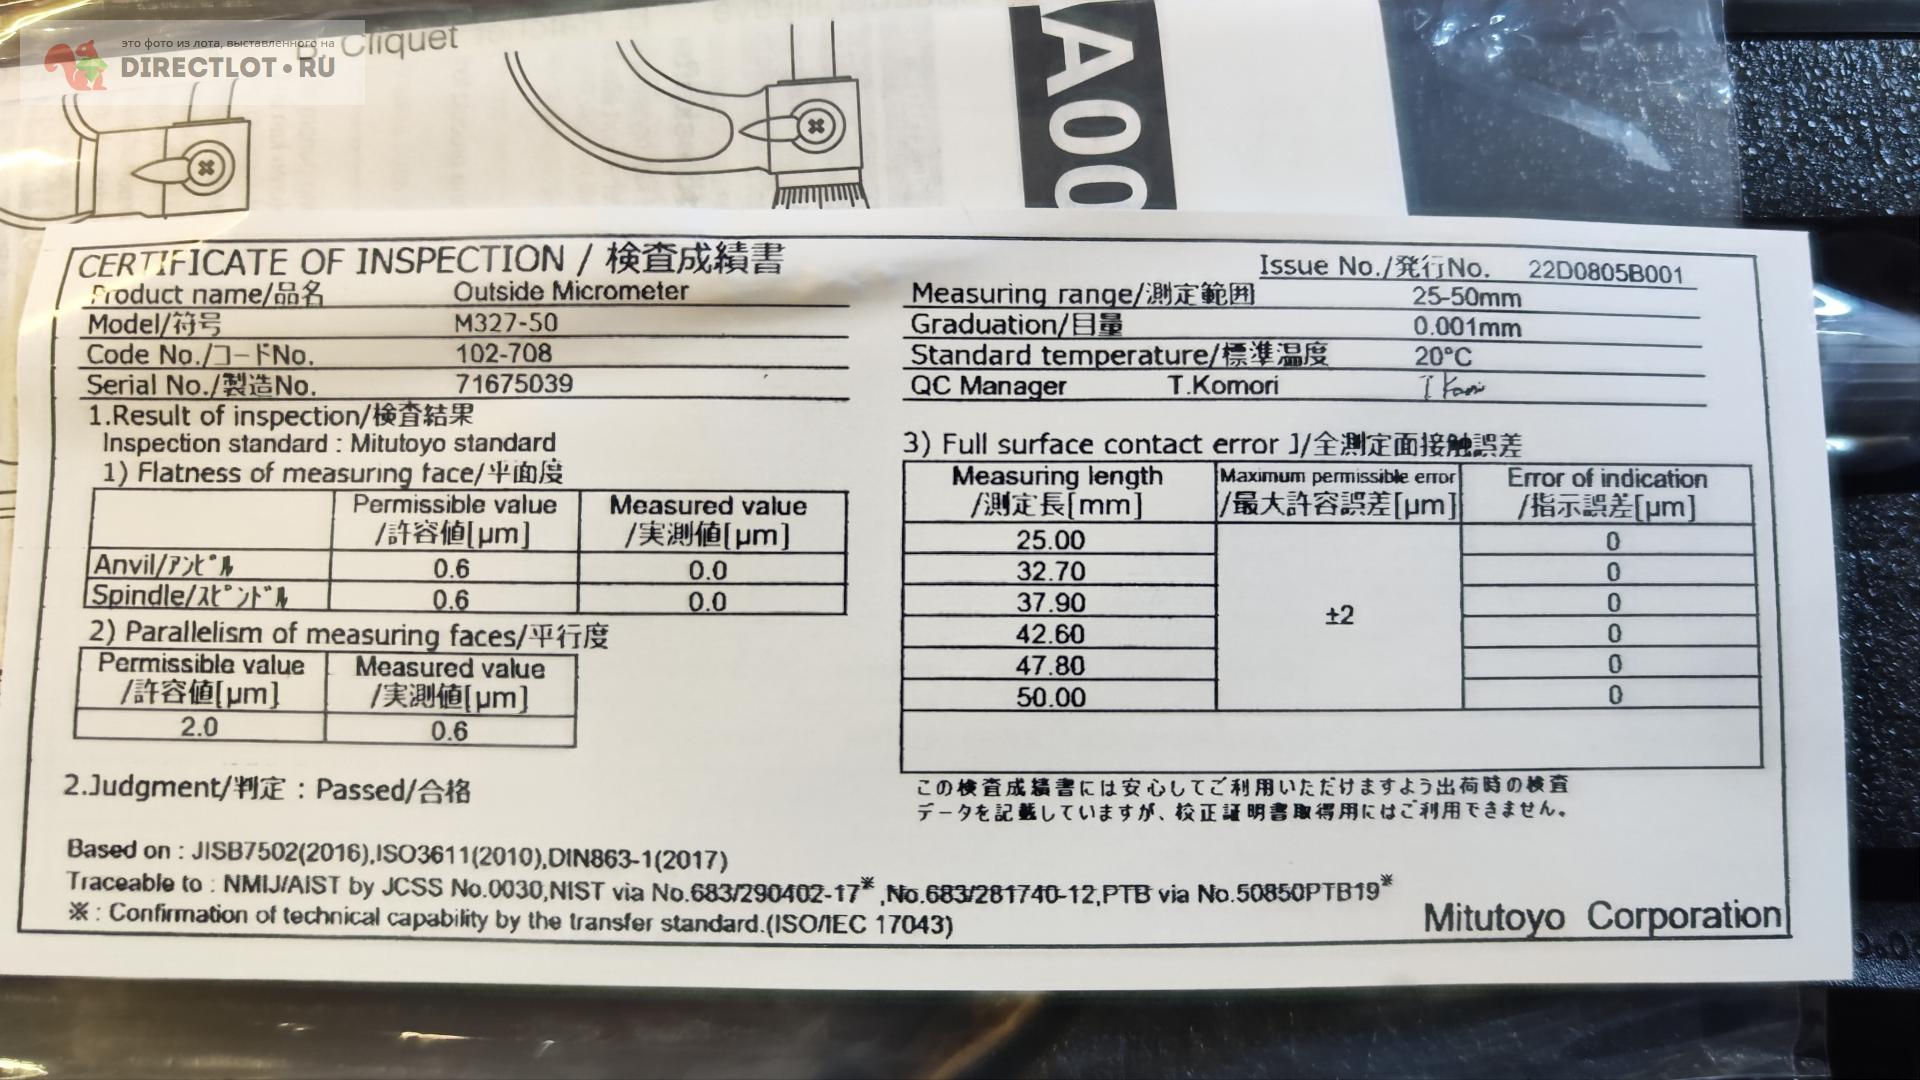 это фото из лота, выставленного на
DIRECTLOT•RU
B) Cliquet
A00
CERTIFICATE OF INSPECTION / 検査成績書
Issue No./発行No. 22D0805B001
Product name/品名 Outside Micrometer
Model/符号 M327-50
Code No./コードNo. 102-708
Serial No./製造No. 71675039
Measuring range/測定範囲 25-50mm
Graduation/目量 0.001mm
Standard temperature/標準温度 20°C
QC Manager T.Komori
1.Result of inspection/検査結果
Inspection standard : Mitutoyo standard
1) Flatness of measuring face/平面度
Permissible value /許容値[μm] Measured value /実測値[μm]
Anvil/ｱﾝﾋﾞﾙ 0.6 0.0
Spindle/ｽﾋﾟﾝﾄﾞﾙ 0.6 0.0
2) Parallelism of measuring faces/平行度
Permissible value /許容値[μm] Measured value /実測値[μm]
2.0 0.6
2.Judgment/判定 : Passed/合格
3) Full surface contact error J/全測定面接触誤差
Measuring length /測定長[mm] Maximum permissible error /最大許容誤差[μm] Error of indication /指示誤差[μm]
25.00 0
32.70 0
37.90 0
±2
42.60 0
47.80 0
50.00 0
この検査成績書には安心してご利用いただけますよう出荷時の検査
データを記載していますが、校正証明書取得用にはご利用できません。
Based on : JISB7502(2016),ISO3611(2010),DIN863-1(2017)
Traceable to : NMIJ/AIST by JCSS No.0030,NIST via No.683/290402-17※ ,No.683/281740-12,PTB via No.50850PTB19※
※ : Confirmation of technical capability by the transfer standard.(ISO/IEC 17043)
Mitutoyo Corporation